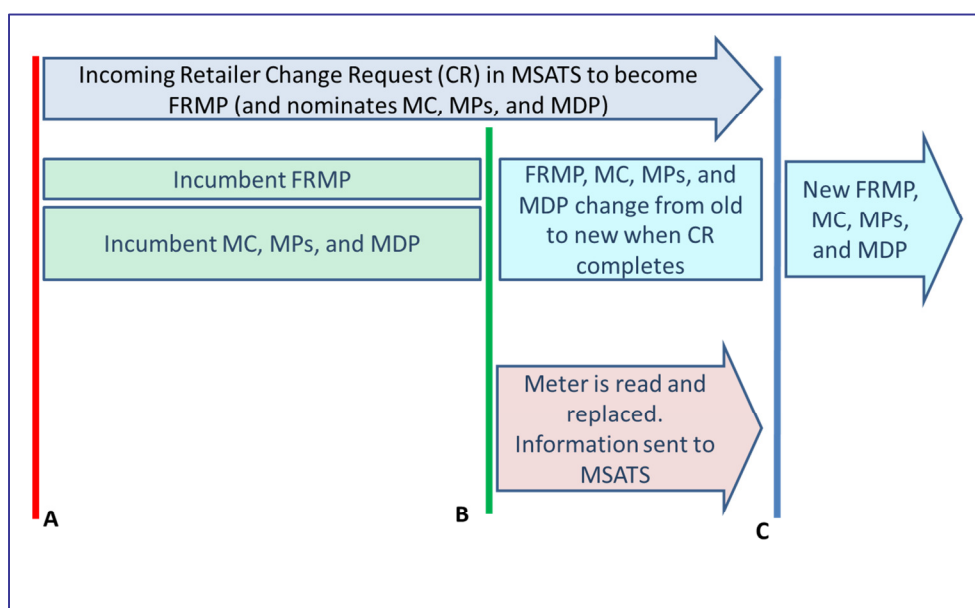 Incoming Retailer Change Request (CR) in MSATS to become
FRMP (and nominates MC, MPs, and MDP)
Incumbent FRMP
Incumbent MC, MPs, and MDP
FRMP, MC, MPs, and
MDP change from old
to new when CR
completes
New FRMP,
MC, MPs,
and MDP
Meter is read and
replaced.
Information sent to
MSATS
A
B
C